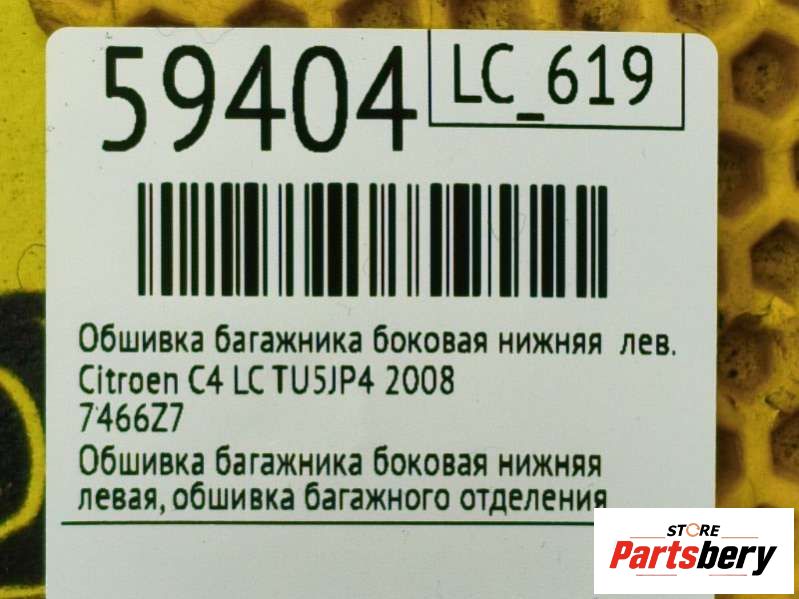 59404
LC_619
Обшивка багажника боковая нижняя лев.
Citroen C4 LC TU5JP4 2008
7466Z7
Обшивка багажника боковая нижняя
левая, обшивка багажного отделения
STORE
Partsbery